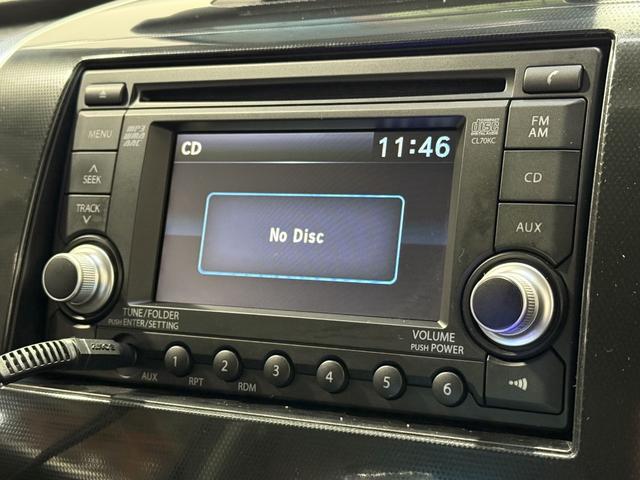 MENU
MP3
WMA
AAC
COMPACT
disc
DIGITAL AUDIO
CL70KC
FM
AM
CD 11:46
SEEK
CD
TRACK
No Disc
AUX
TUNE/FOLDER
PUSH ENTER/SETTING
VOLUME
PUSH POWER
AUX
1
RPT
2
RDM
3
4
5
6